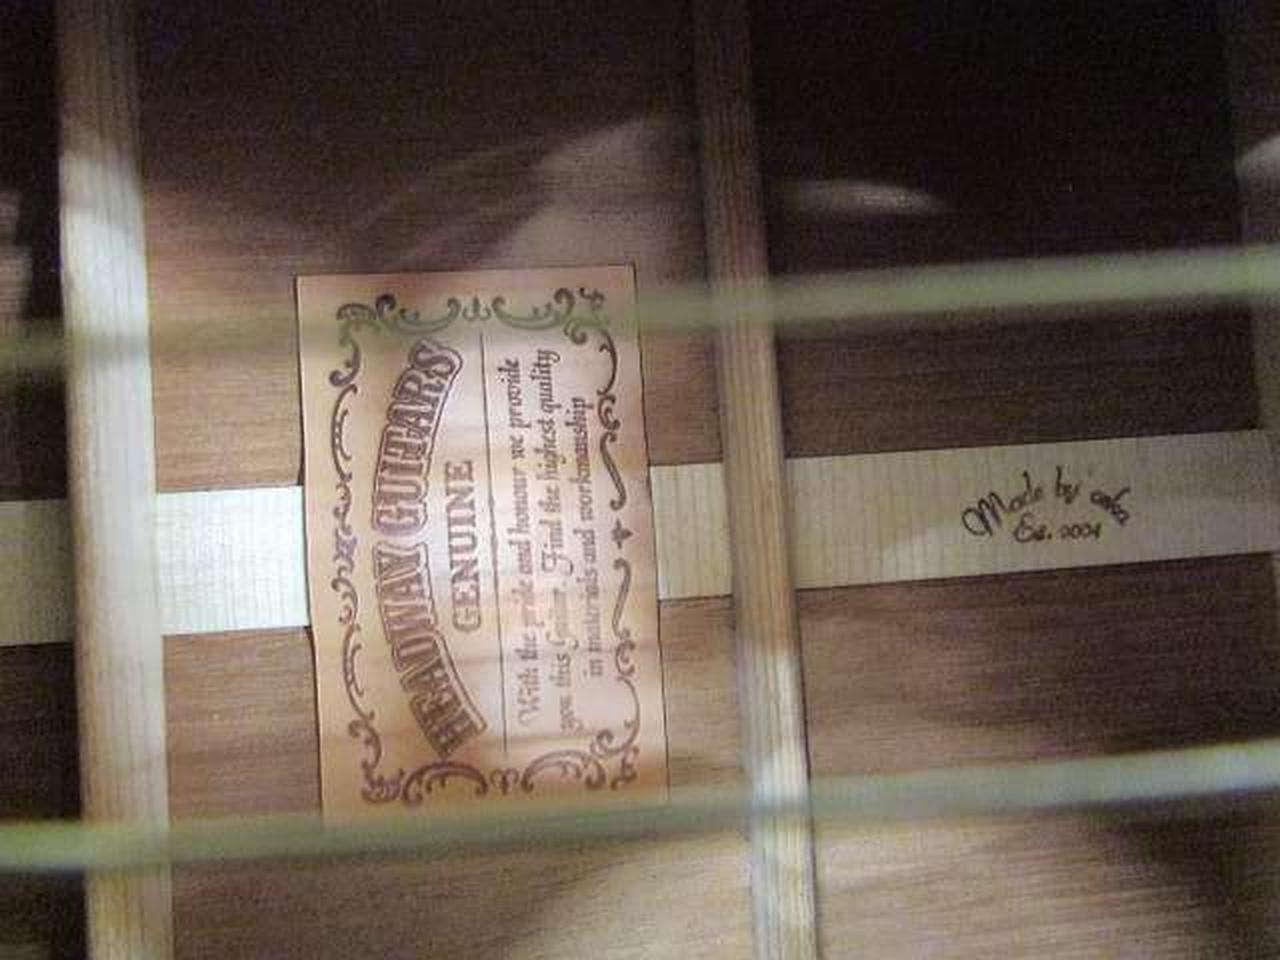 HEADWAY GUITARS
GENUINE
With the pride and honour we provide
you this Guitar. Find the highest quality
in materials and workmanship
Made by
Est. 2004